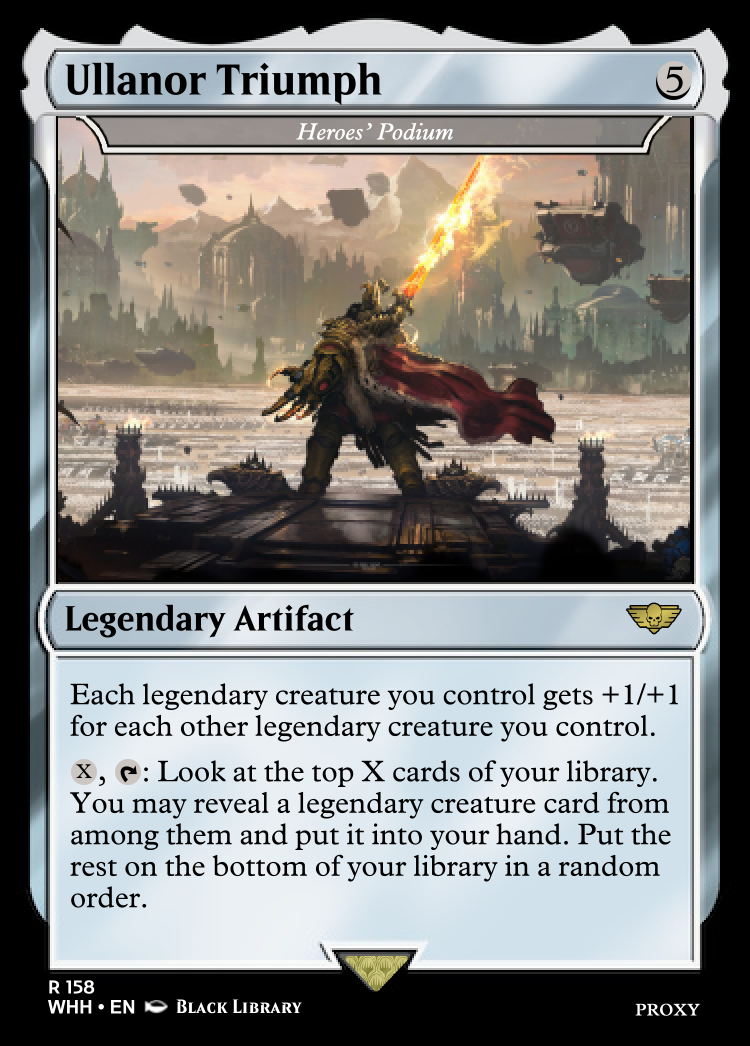 Ullanor Triumph 5
Heroes’ Podium
Legendary Artifact
Each legendary creature you control gets +1/+1
for each other legendary creature you control.
X, : Look at the top X cards of your library.
You may reveal a legendary creature card from
among them and put it into your hand. Put the
rest on the bottom of your library in a random
order.
R 158
WHH • EN BLACK LIBRARY PROXY